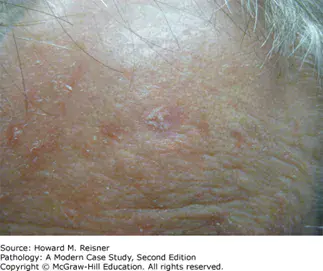 Source: Howard M. Reisner
Pathology: A Modern Case Study, Second Edition
Copyright © McGraw-Hill Education. All rights reserved.